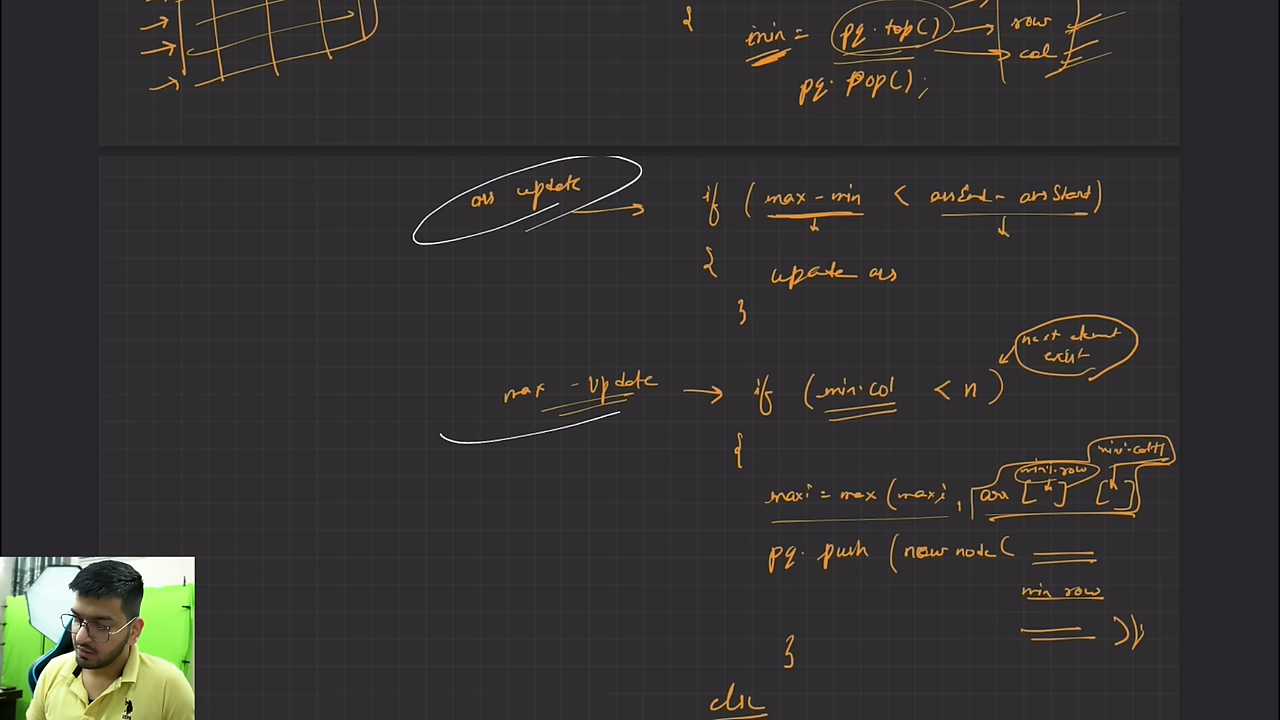 {
min = pq.top()
row
col
pq. pop();
ans update
if ( max - min < ansEnd - ansStart)
{
update ans
}
next element
exist
max - update
if (min.col < n )
{
mini.col+1
mini.row
maxi = max (maxi, arr [ ] [ ]
pq. push (new node (
min row
));
}
else